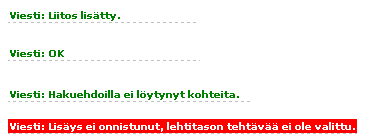 Viesti: Liitos lisätty.
Viesti: OK
Viesti: Hakuehdoilla ei löytynyt kohteita.
Viesti: Lisäys ei onnistunut, lehtitason tehtävää ei ole valittu.